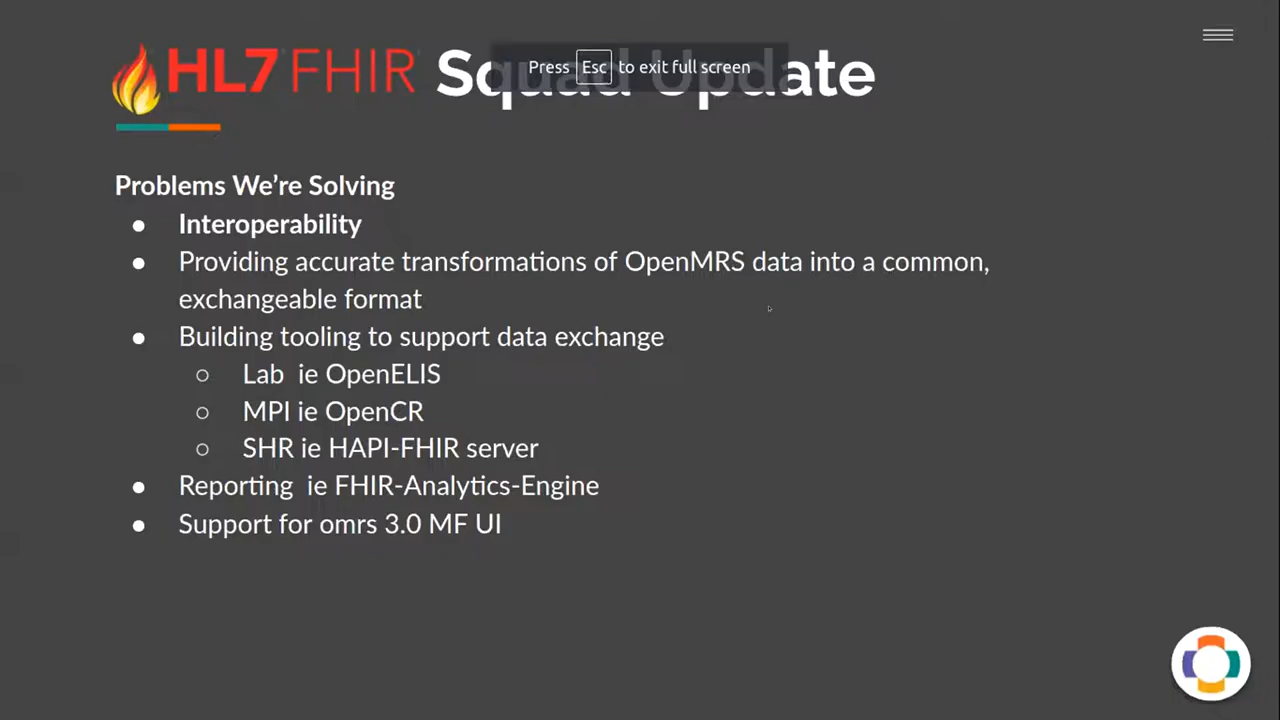 HL7 FHIR Squad Update
Press Esc to exit full screen
Problems We're Solving
● Interoperability
● Providing accurate transformations of OpenMRS data into a common,
exchangeable format
● Building tooling to support data exchange
○ Lab ie OpenELIS
○ MPI ie OpenCR
○ SHR ie HAPI-FHIR server
● Reporting ie FHIR-Analytics-Engine
● Support for omrs 3.0 MF UI